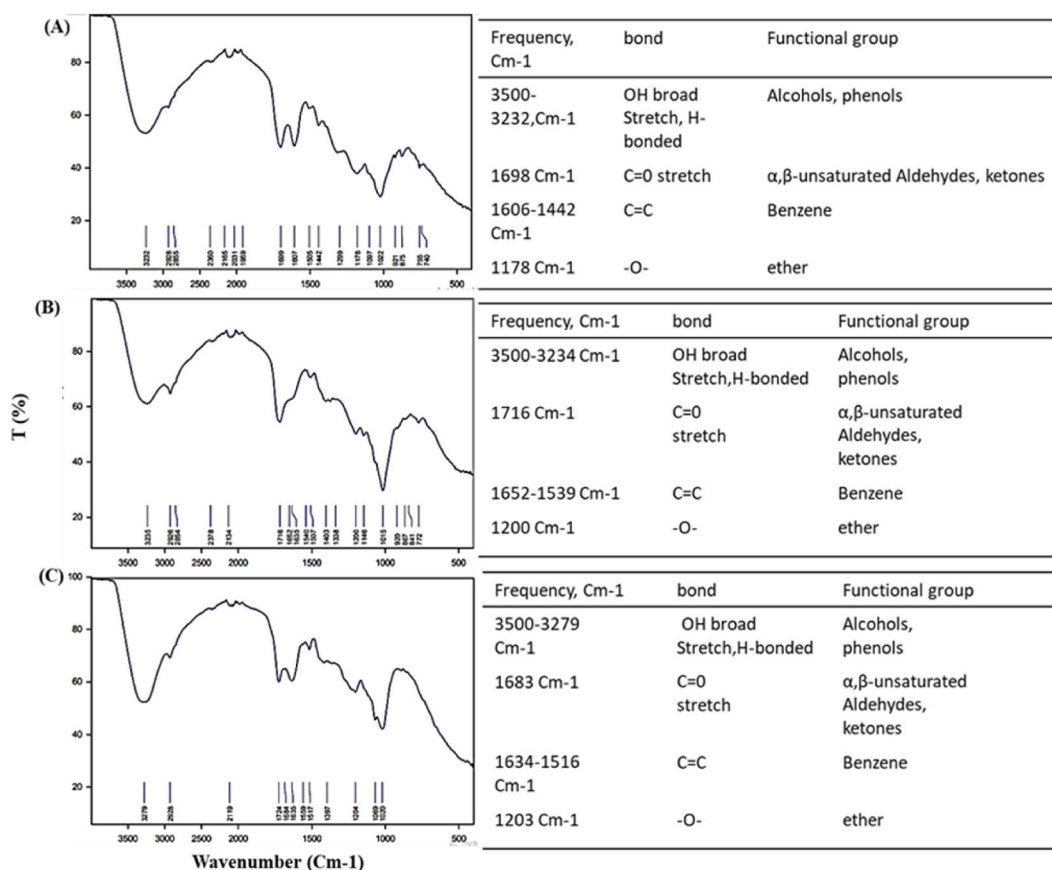 (A)
80
60
40
20
3232
2926
2855
2360
2165
2031
1959
1699
1607
1505
1442
1299
1178
1097
1022
921
875
755
740
3500 3000 2500 2000 1500 1000 500
Frequency, bond Functional group
Cm-1
3500- OH broad Alcohols, phenols
3232,Cm-1 Stretch, H-
bonded
1698 Cm-1 C=0 stretch α,β-unsaturated Aldehydes, ketones
1606-1442 C=C Benzene
Cm-1
1178 Cm-1 -O- ether
(B)
80
60
40
20
T (%)
3235
2926
2854
2378
2134
1716
1652
1635
1540
1507
1403
1338
1200
1146
1015
939
867
841
772
3500 3000 2500 2000 1500 1000 500
Frequency, Cm-1 bond Functional group
3500-3234 Cm-1 OH broad Alcohols,
Stretch,H-bonded phenols
1716 Cm-1 C=0 α,β-unsaturated
stretch Aldehydes,
ketones
1652-1539 Cm-1 C=C Benzene
1200 Cm-1 -O- ether
(C)
100
80
60
40
20
3279
2926
2119
1724
1684
1635
1559
1517
1397
1204
1069
1020
3500 3000 2500 2000 1500 1000 500
Wavenumber (Cm-1)
Frequency, Cm-1 bond Functional group
3500-3279 OH broad Alcohols,
Cm-1 Stretch,H-bonded phenols
1683 Cm-1 C=0 α,β-unsaturated
stretch Aldehydes,
ketones
1634-1516 C=C Benzene
Cm-1
1203 Cm-1 -O- ether